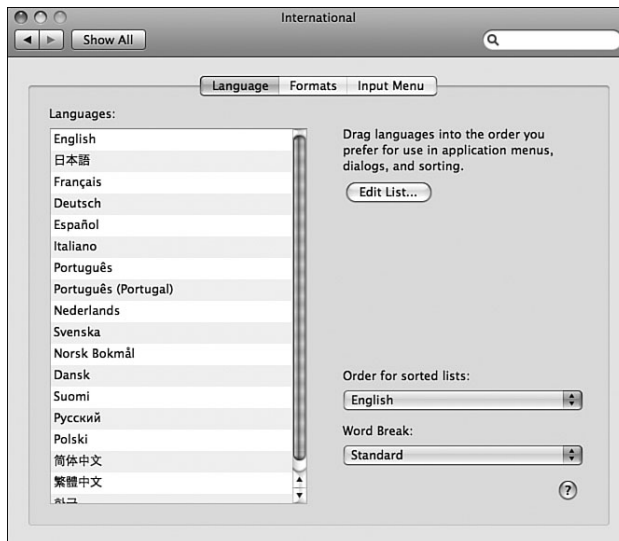 International
Show All
Language Formats Input Menu
Languages:
English
日本語
Français
Deutsch
Español
Italiano
Português
Português (Portugal)
Nederlands
Svenska
Norsk Bokmål
Dansk
Suomi
Русский
Polski
简体中文
繁體中文
Drag languages into the order you
prefer for use in application menus,
dialogs, and sorting.
Edit List...
Order for sorted lists:
English
Word Break:
Standard
?